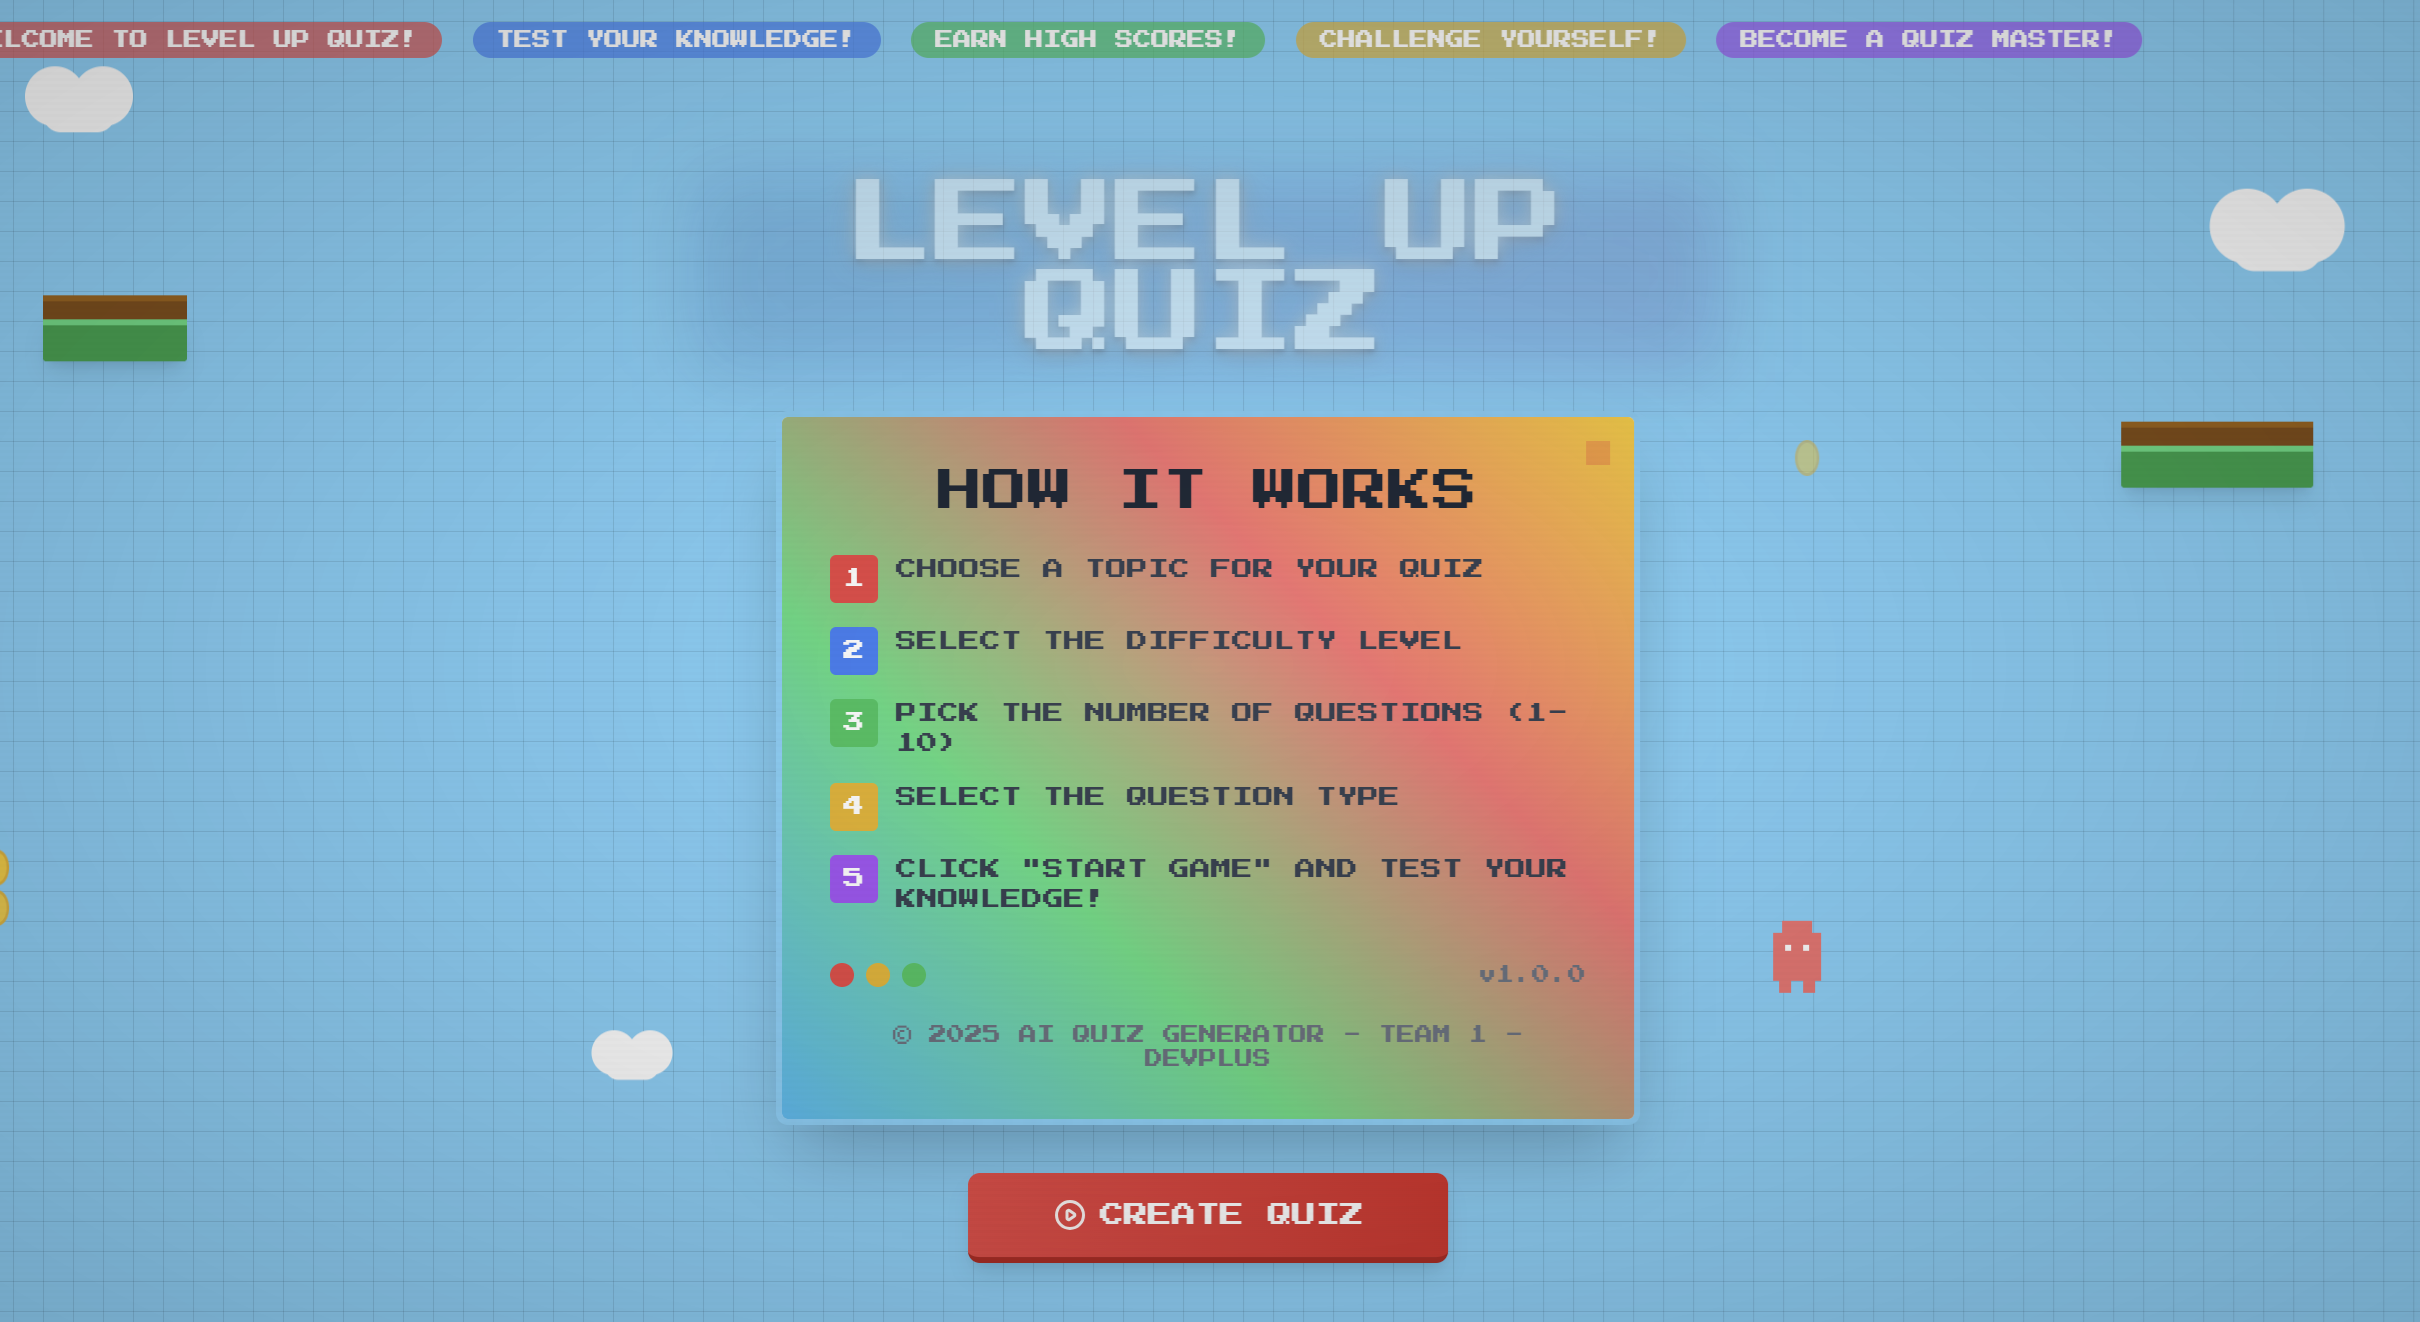 LCOME TO LEVEL UP QUIZ!
TEST YOUR KNOWLEDGE!
EARN HIGH SCORES!
CHALLENGE YOURSELF!
BECOME A QUIZ MASTER!
LEVEL UP
QUIZ
HOW IT WORKS
1 CHOOSE A TOPIC FOR YOUR QUIZ
2 SELECT THE DIFFICULTY LEVEL
3 PICK THE NUMBER OF QUESTIONS (1-
10)
4 SELECT THE QUESTION TYPE
5 CLICK "START GAME" AND TEST YOUR
KNOWLEDGE!
v1.0.0
© 2025 AI QUIZ GENERATOR - TEAM 1 -
DEVPLUS
CREATE QUIZ